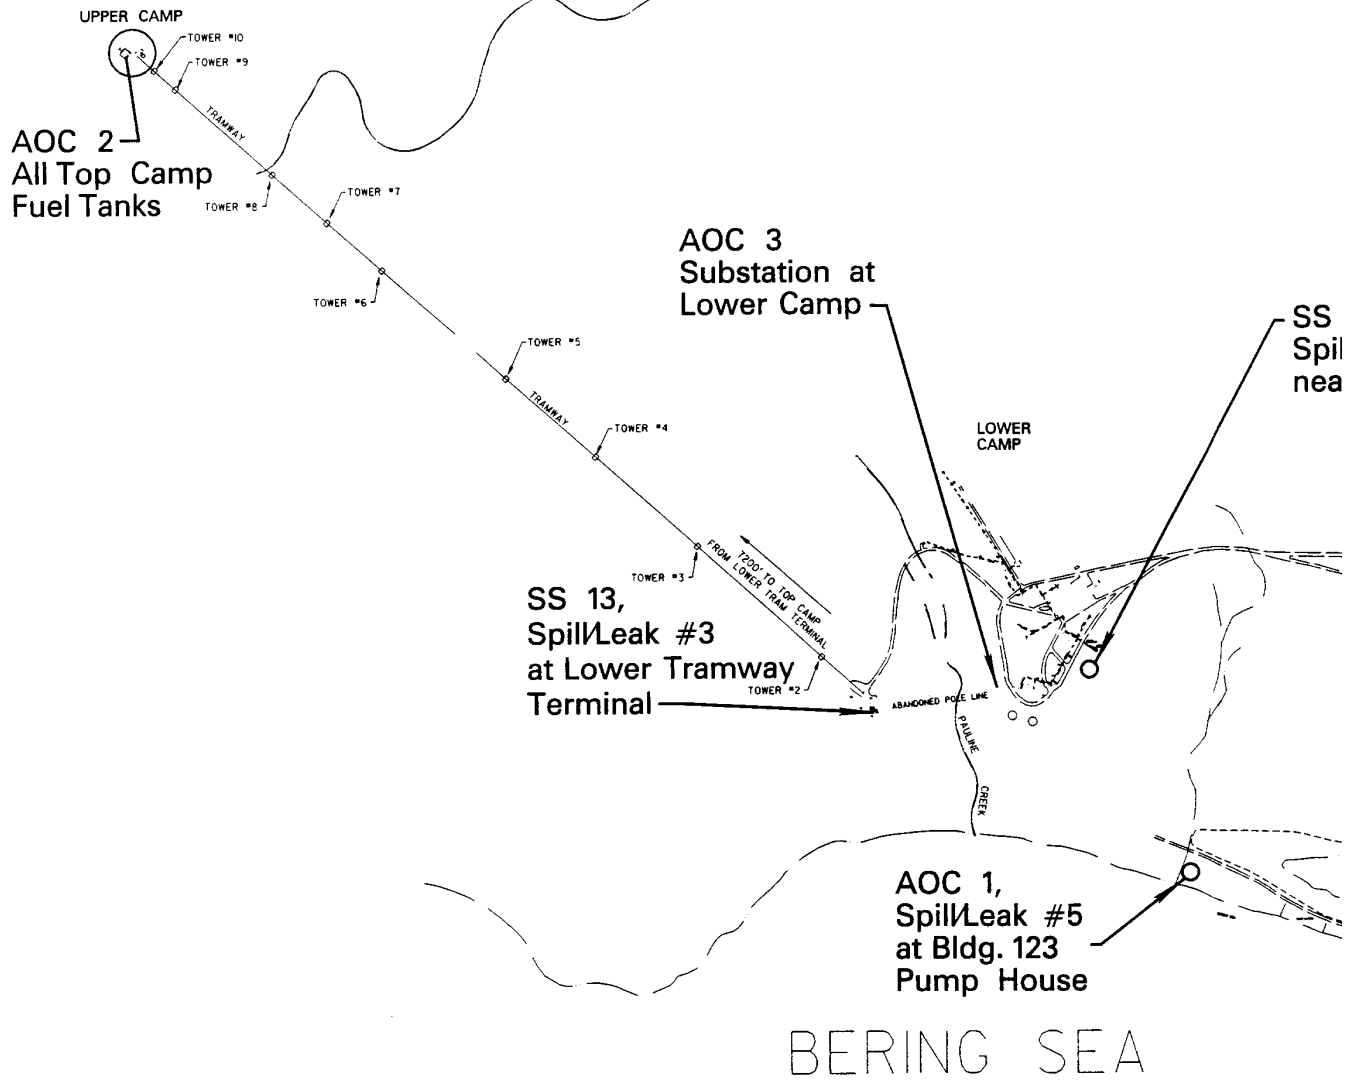 UPPER CAMP
TOWER #10
TOWER #9
TRAMWAY
AOC 2
All Top Camp
Fuel Tanks
TOWER #8
TOWER #7
TOWER #6
AOC 3
Substation at
Lower Camp
SS
Spil
nea
TOWER #5
TRAMWAY
TOWER #4
LOWER
CAMP
TOWER #3
7200' TO TOP CAMP
FROM LOWER TRAM TERMINAL
SS 13,
Spill/Leak #3
at Lower Tramway
Terminal
TOWER #2
ABANDONED POLE LINE
PAULINE
CREEK
AOC 1,
Spill/Leak #5
at Bldg. 123
Pump House
BERING SEA